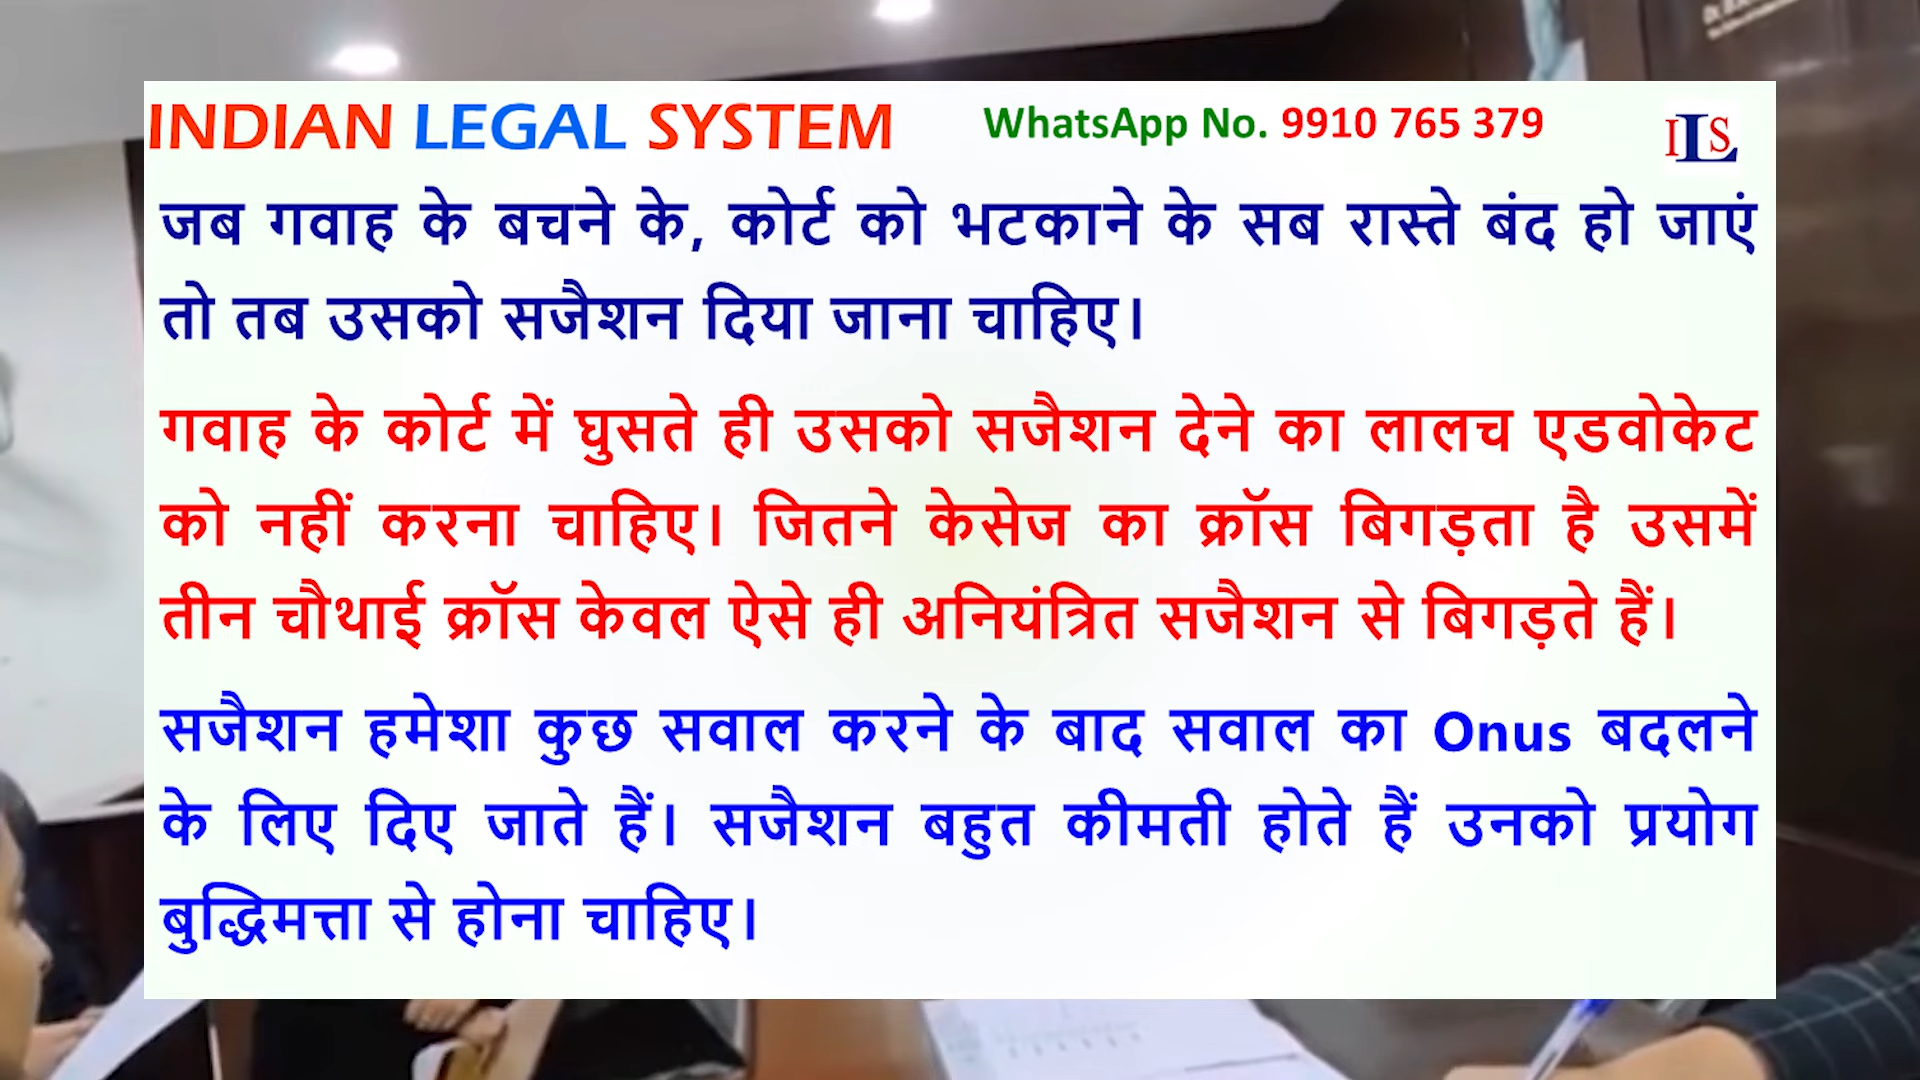 INDIAN LEGAL SYSTEM WhatsApp No. 9910 765 379 ILS
जब गवाह के बचने के, कोर्ट को भटकाने के सब रास्ते बंद हो जाएं
तो तब उसको सजैशन दिया जाना चाहिए।
गवाह के कोर्ट में घुसते ही उसको सजैशन देने का लालच एडवोकेट
को नहीं करना चाहिए। जितने केसेज का क्रॉस बिगड़ता है उसमें
तीन चौथाई क्रॉस केवल ऐसे ही अनियंत्रित सजैशन से बिगड़ते हैं।
सजैशन हमेशा कुछ सवाल करने के बाद सवाल का Onus बदलने
के लिए दिए जाते हैं। सजैशन बहुत कीमती होते हैं उनको प्रयोग
बुद्धिमत्ता से होना चाहिए।